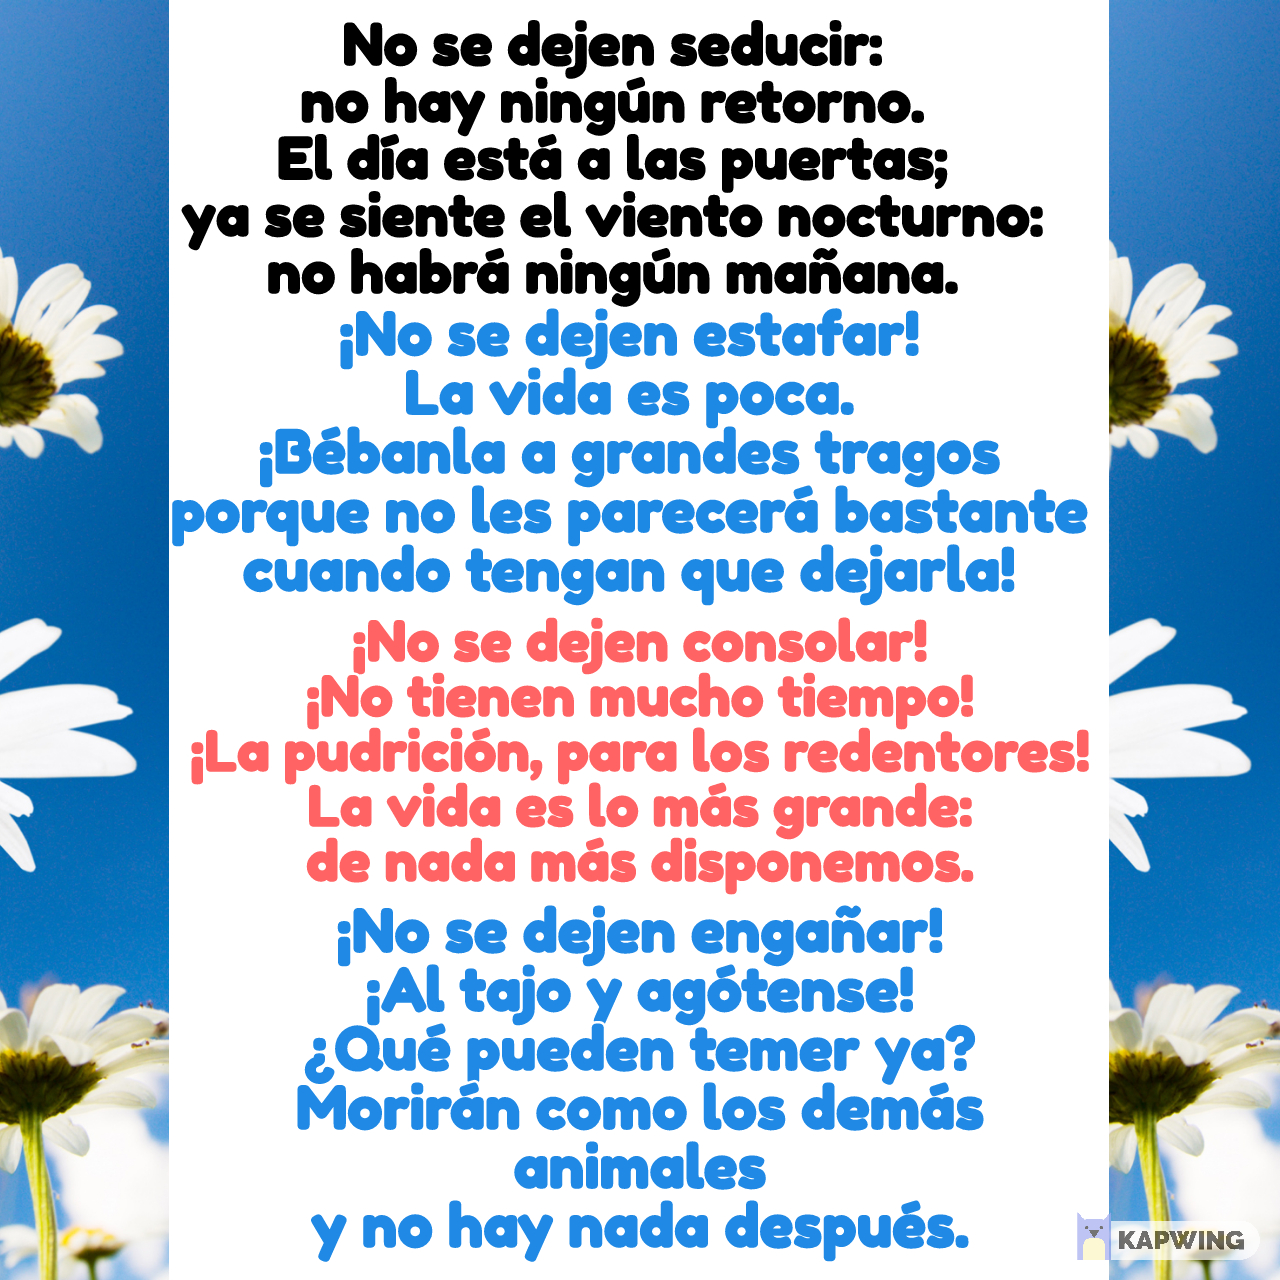 No se dejen seducir:
no hay ningún retorno.
El día está a las puertas;
ya se siente el viento nocturno:
no habrá ningún mañana.
¡No se dejen estafar!
La vida es poca.
¡Bébanla a grandes tragos
porque no les parecerá bastante
cuando tengan que dejarla!
¡No se dejen consolar!
¡No tienen mucho tiempo!
¡La pudrición, para los redentores!
La vida es lo más grande:
de nada más disponemos.
¡No se dejen engañar!
¡Al tajo y agótense!
¿Qué pueden temer ya?
Morirán como los demás
animales
y no hay nada después.
KAPWING